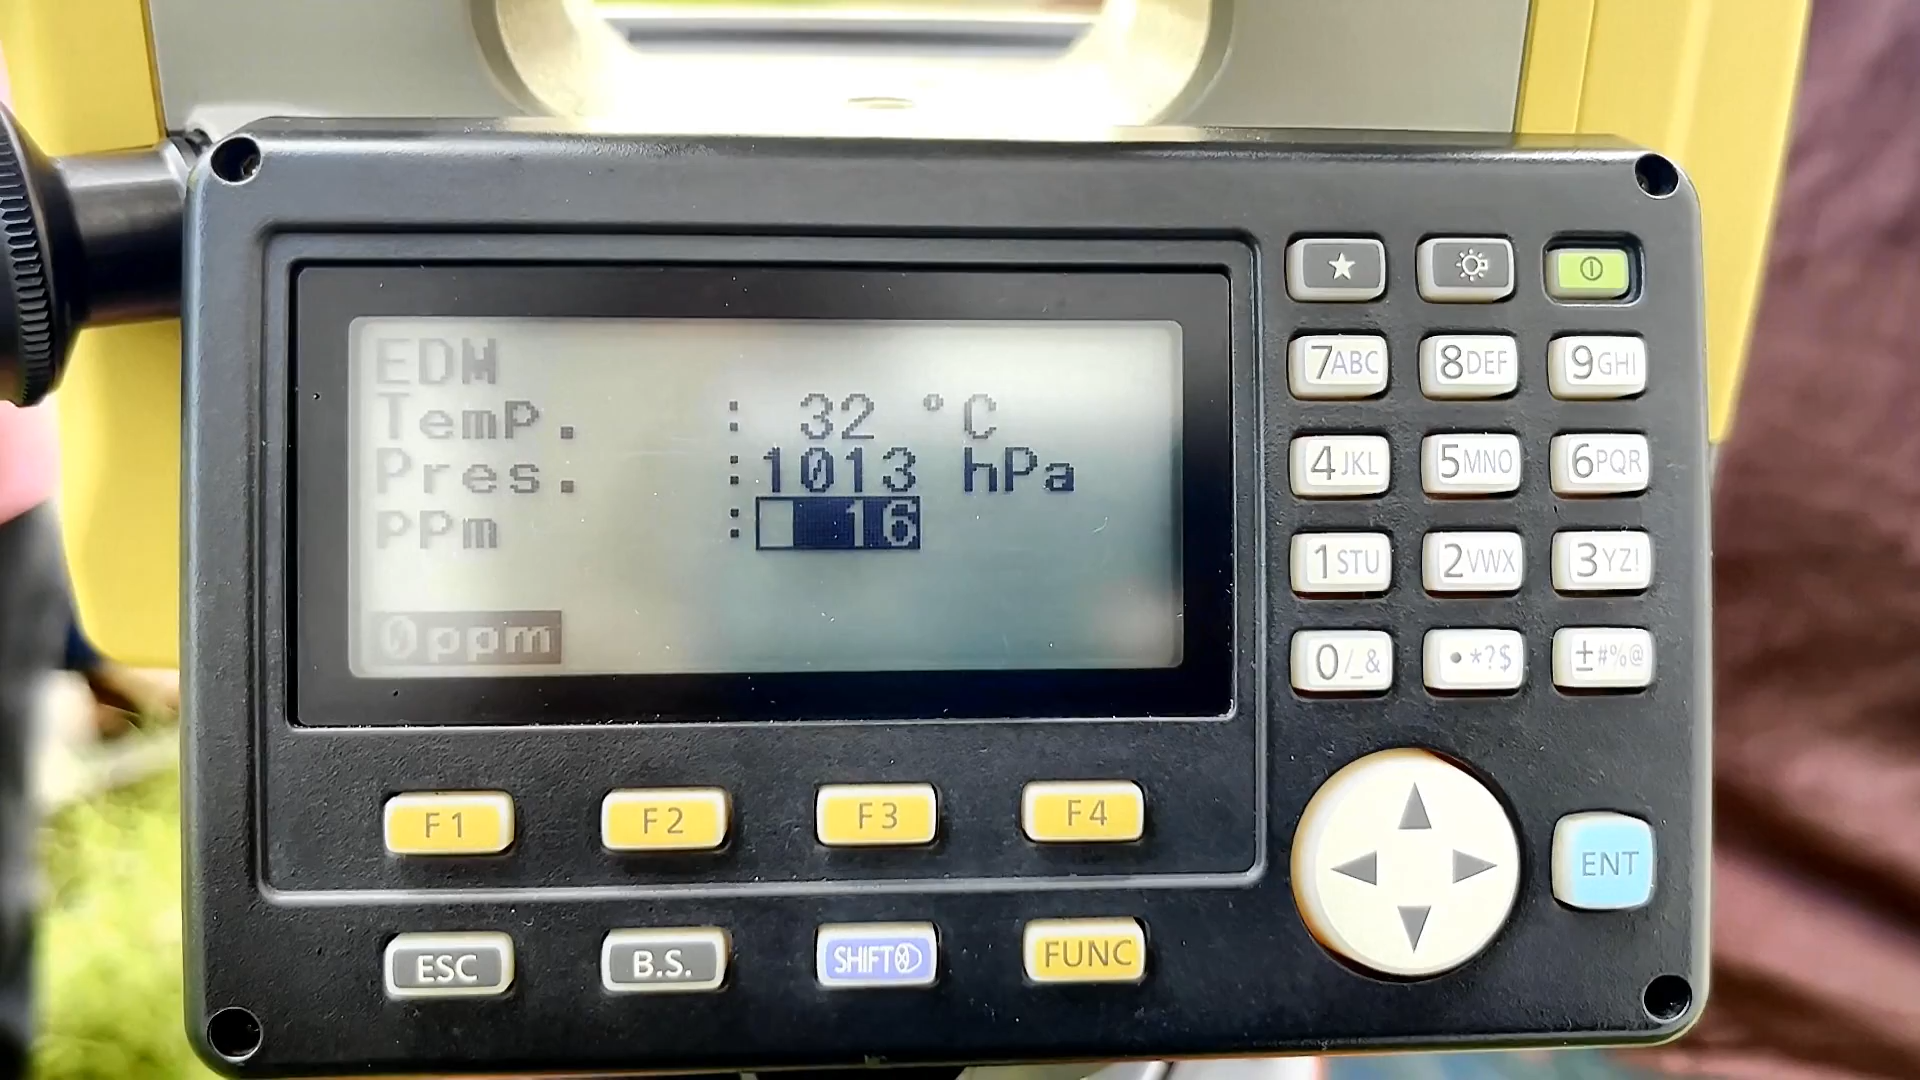 EDM
Temp. : 32 °C
Pres. :1013 hPa
ppm : 16
0ppm
★
7ABC 8DEF 9GHI
4JKL 5MNO 6PQR
1STU 2VWX 3YZ!
0/_& •*?$ ±#%@
F1 F2 F3 F4
ENT
ESC B.S. SHIFT FUNC